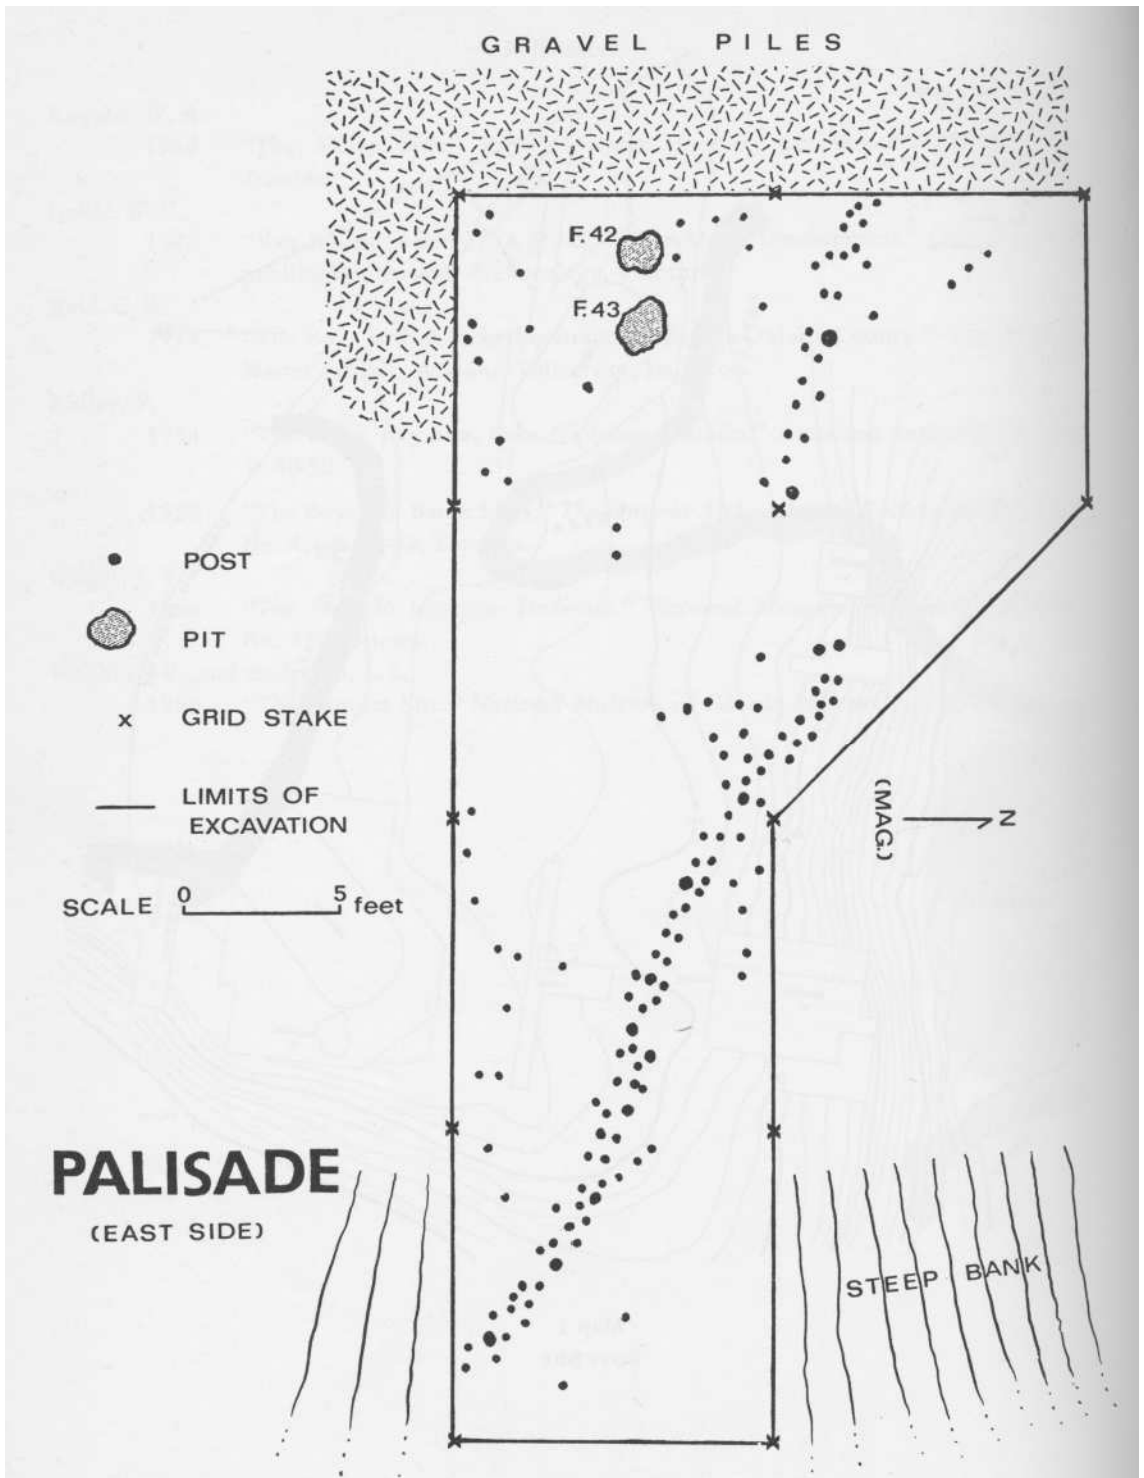 GRAVEL PILES
F.42
F.43
POST
PIT
x GRID STAKE
LIMITS OF
EXCAVATION
SCALE 0 5 feet
(MAG.)
N
PALISADE
(EAST SIDE)
STEEP BANK